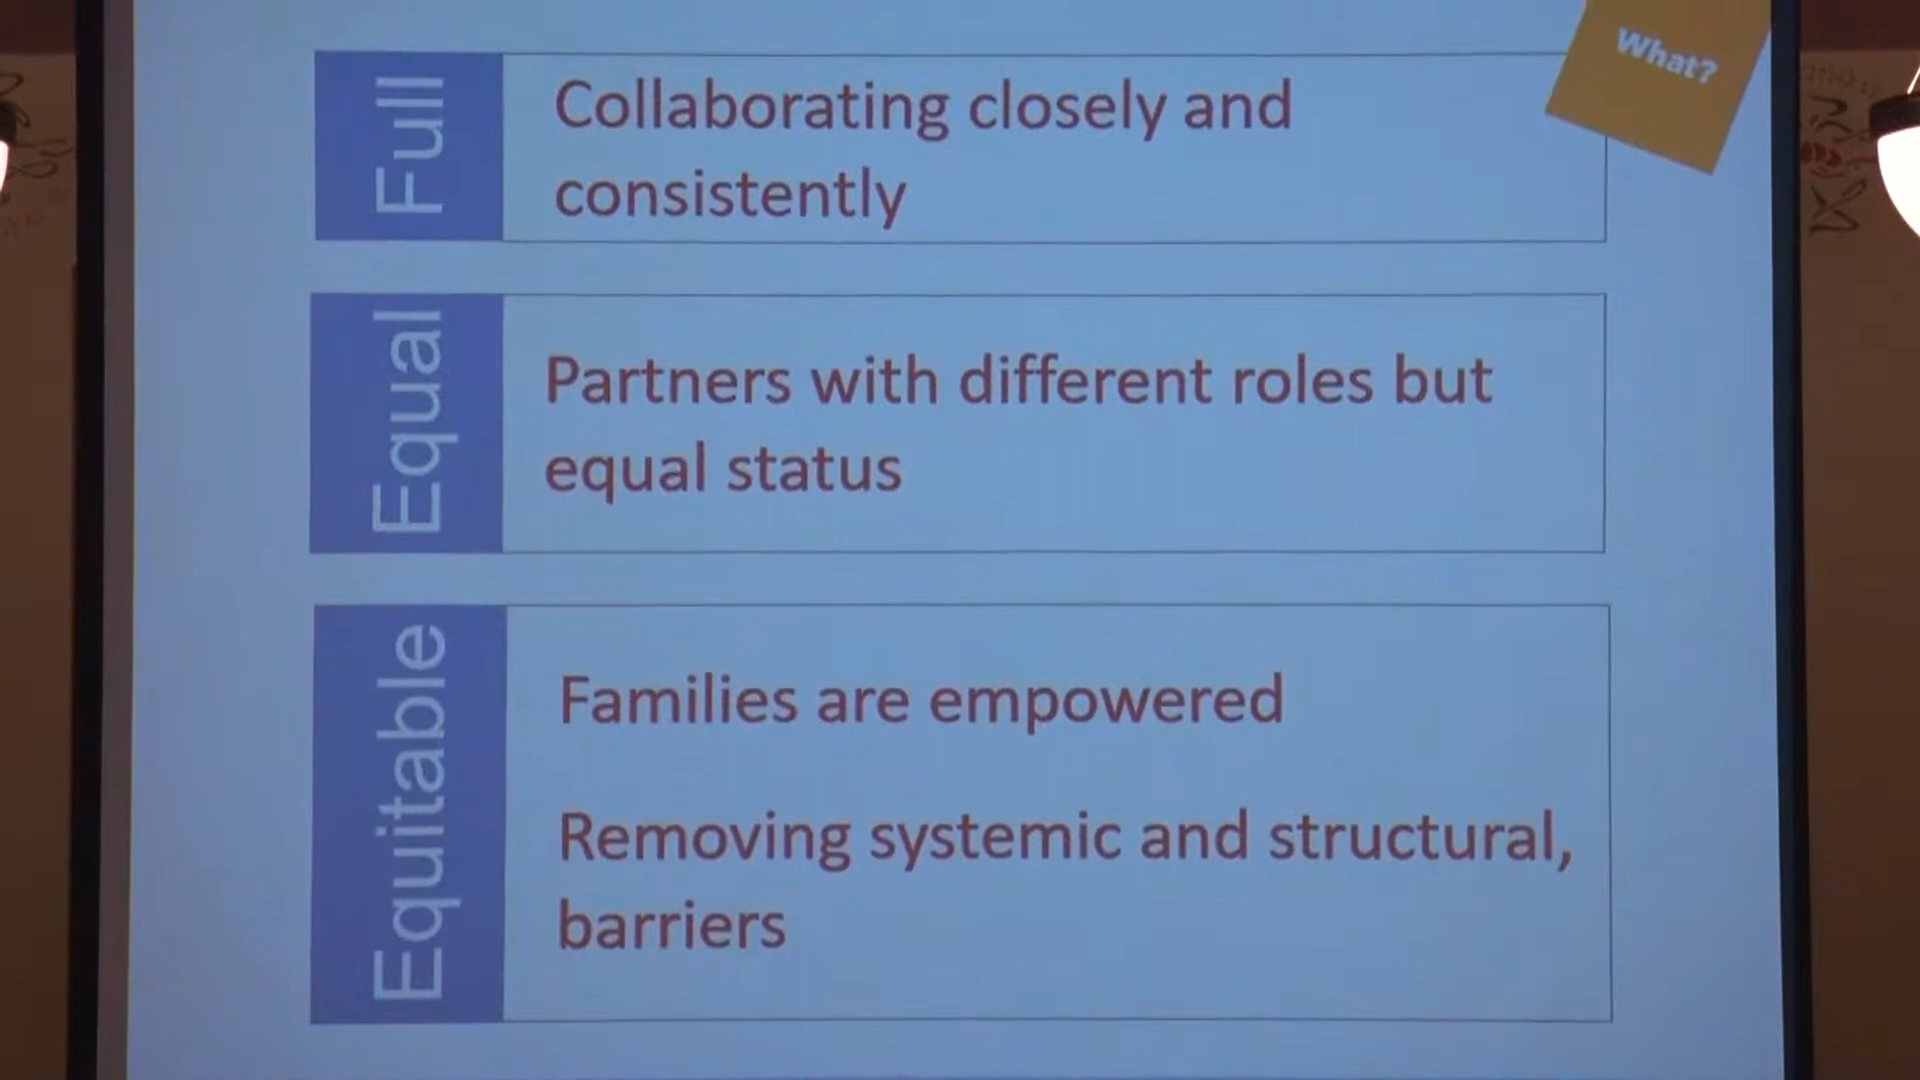 What?
Full
Collaborating closely and
consistently
Equal
Partners with different roles but
equal status
Equitable
Families are empowered
Removing systemic and structural,
barriers